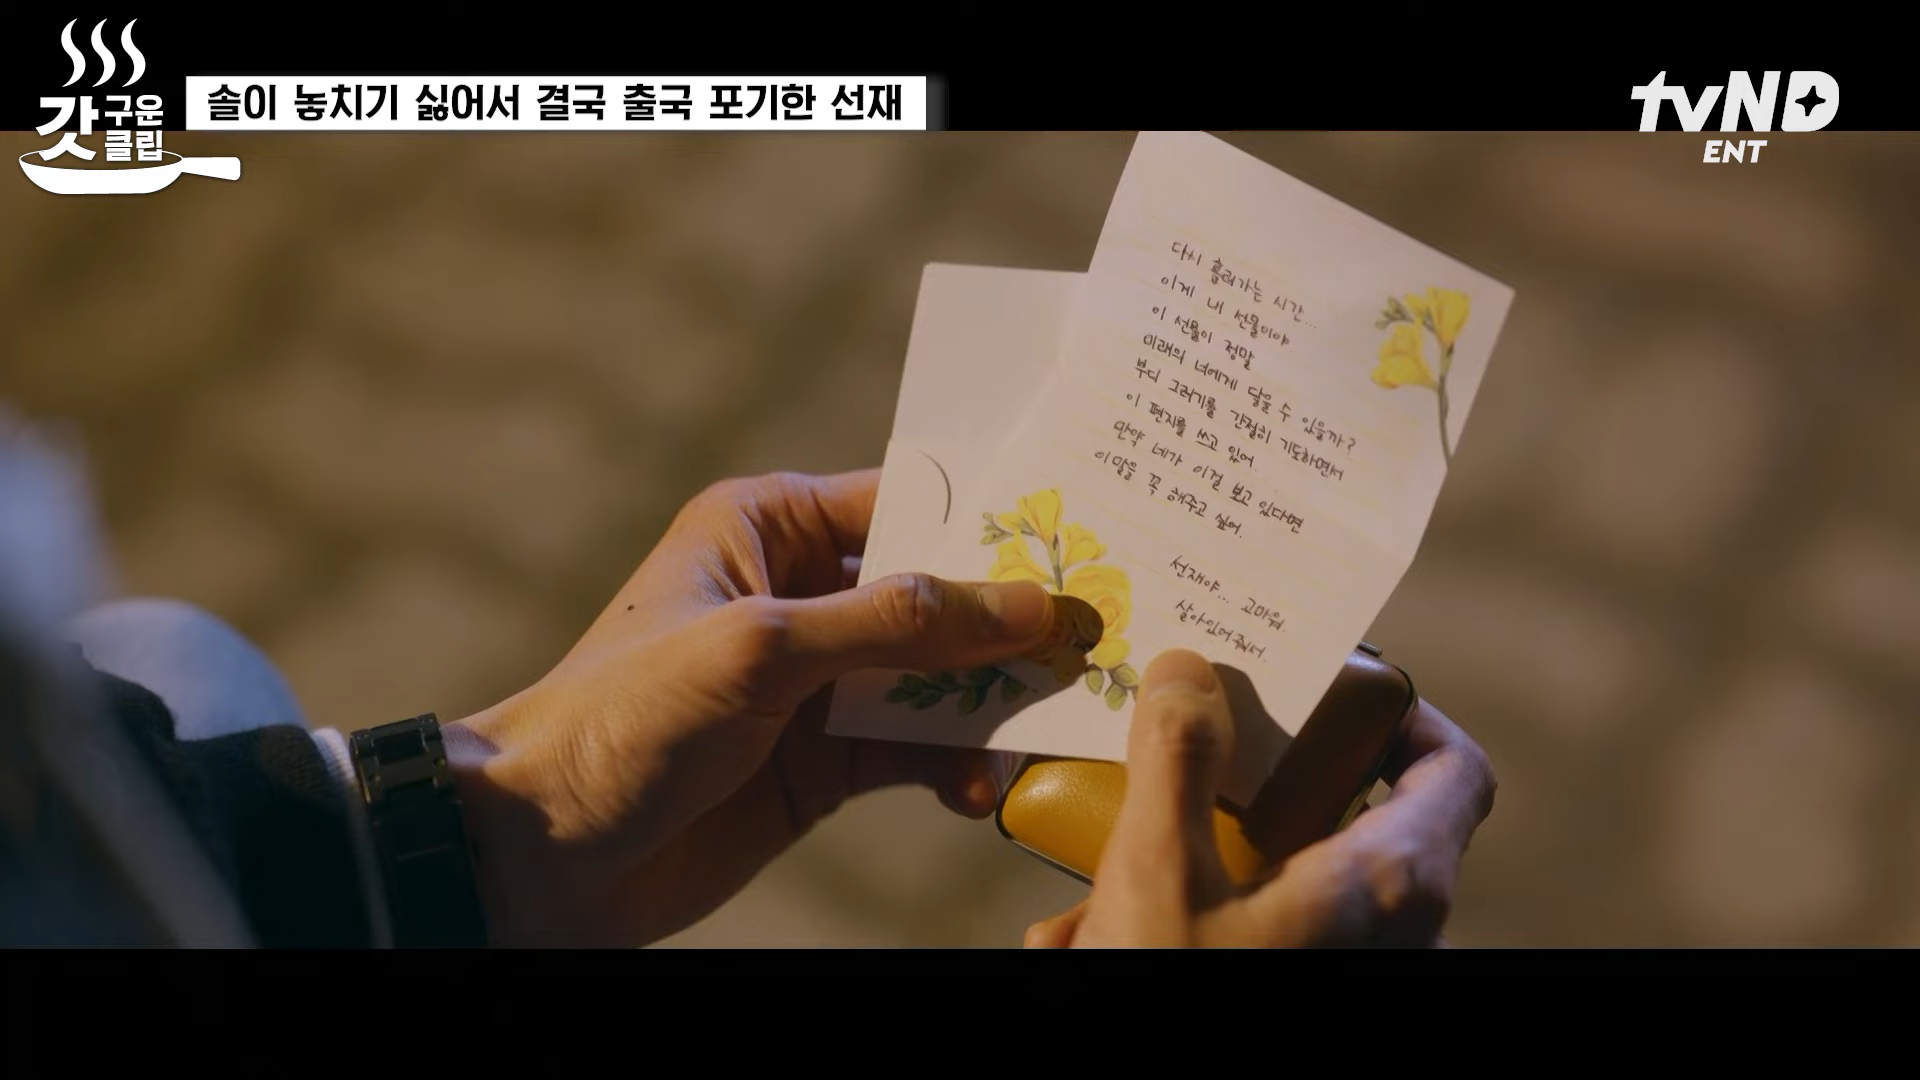 갓구운클립
솔이 놓치기 싫어서 결국 출국 포기한 선재
tvND
ENT
다시 흘러가는 시간...
이게 내 선물이야
이 선물이 정말
미래의 너에게 닿을 수 있을까?
부디 그러기를 간절히 기도하면서
이 편지를 쓰고 있어.
만약 네가 이걸 보고 있다면
이 말을 꼭 해주고 싶어.
선재야... 고마워.
살아있어줘서.